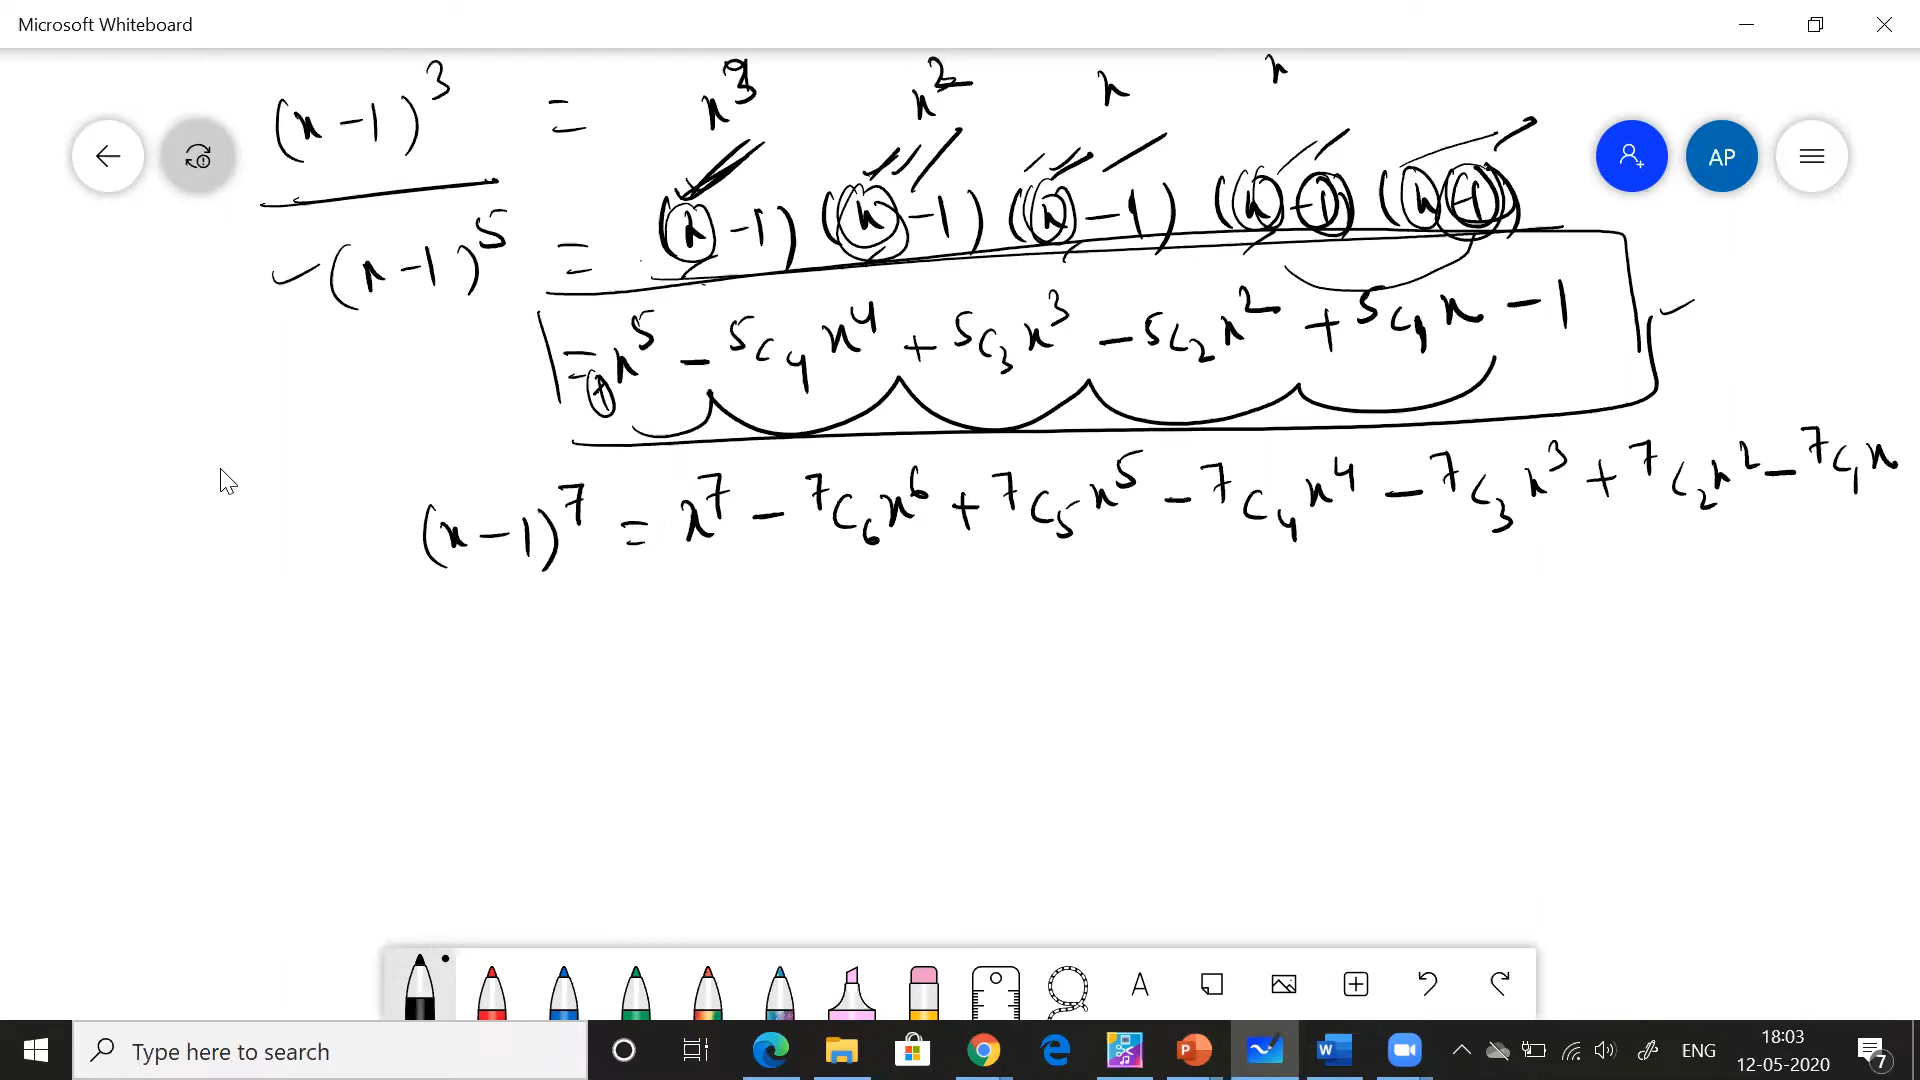 Microsoft Whiteboard
(x-1)³ = x³ x² x x
AP
✓(x-1)⁵ = (x-1) (x-1) (x-1) (x-1) (x-1)
= x⁵ - ⁵C₄x⁴ + ⁵C₃x³ - ⁵C₂x² + ⁵C₁x - 1 ✓
(x-1)⁷ = x⁷ - ⁷C₆x⁶ + ⁷C₅x⁵ - ⁷C₄x⁴ - ⁷C₃x³ + ⁷C₂x² - ⁷C₁x
A
Type here to search
ENG
18:03
12-05-2020
7